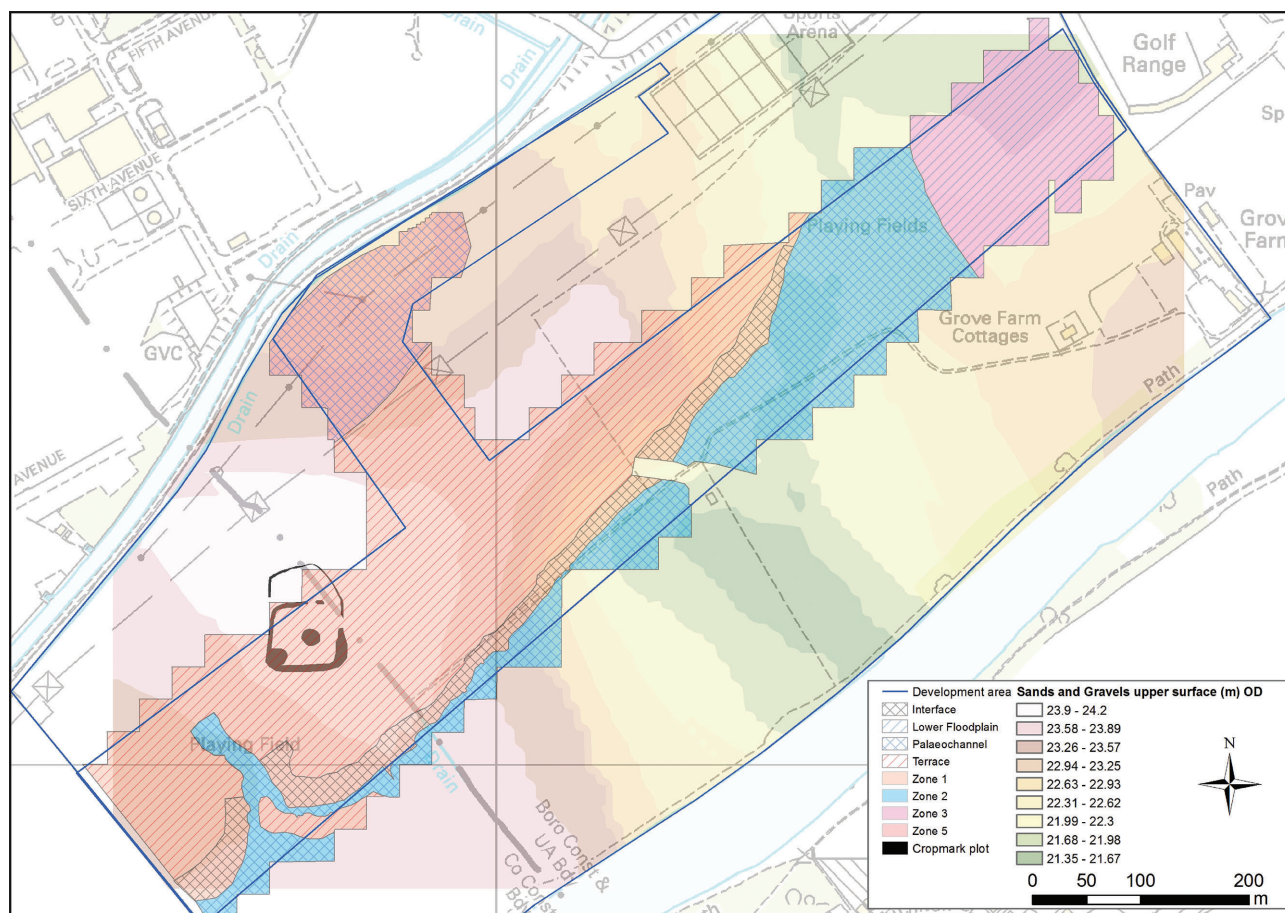 FIFTH AVENUE
Drain
Sports
Arena
Golf
Range
SIXTH AVENUE
Drain
Drain
Playing Fields
Pav
Grove Farm
Cottages
GVC
Drain
Path
Path
AVENUE
Playing Field
Drain
Boro Const &
UA Bdy
Co Const
Development area
Interface
Lower Floodplain
Palaeochannel
Terrace
Zone 1
Zone 2
Zone 3
Zone 5
Cropmark plot
Sands and Gravels upper surface (m) OD
23.9 - 24.2
23.58 - 23.89
23.26 - 23.57
22.94 - 23.25
22.63 - 22.93
22.31 - 22.62
21.99 - 22.3
21.68 - 21.98
21.35 - 21.67
N
0 50 100 200
m